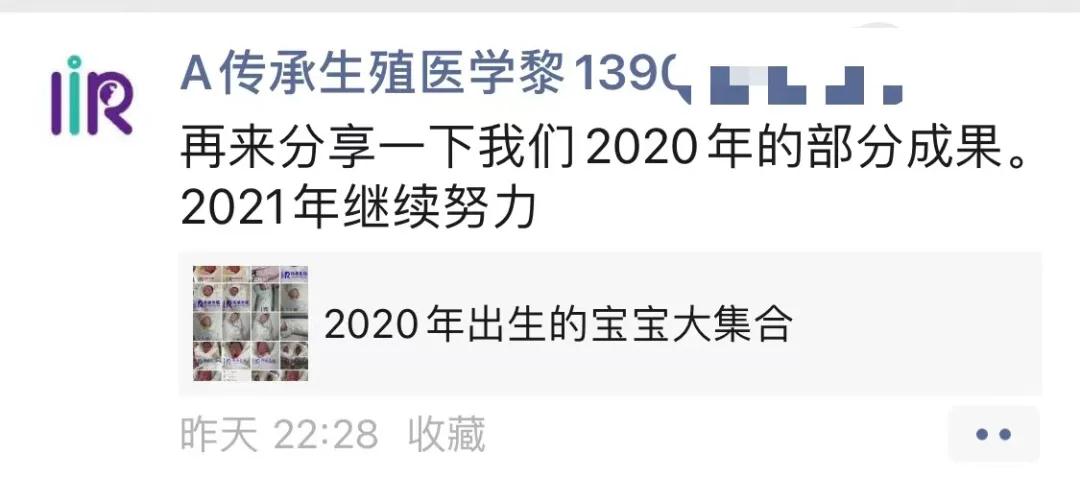 iiR
A传承生殖医学黎1390
再来分享一下我们2020年的部分成果。
2021年继续努力
2020年出生的宝宝大集合
昨天 22:28 收藏